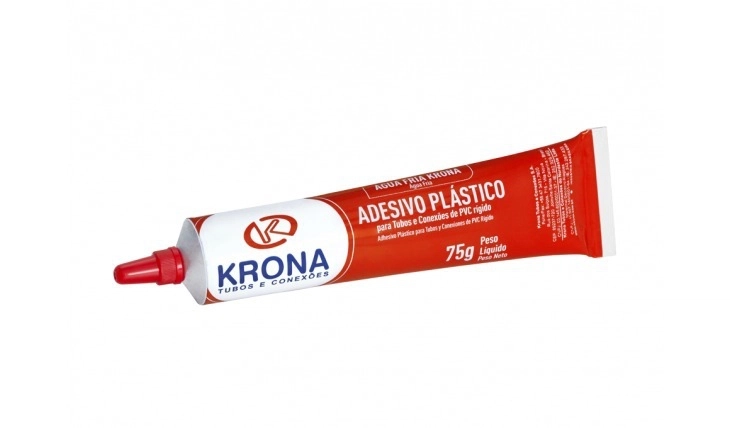 KRONA
TUBOS E CONEXÕES
ÁGUA FRIA KRONA
Agua Fría
ADESIVO PLÁSTICO
para Tubos e Conexões de PVC rígido
Adhesivo Plástico para Tubos y Conexiones de PVC Rígido
75g
Peso
Líquido
Peso Neto